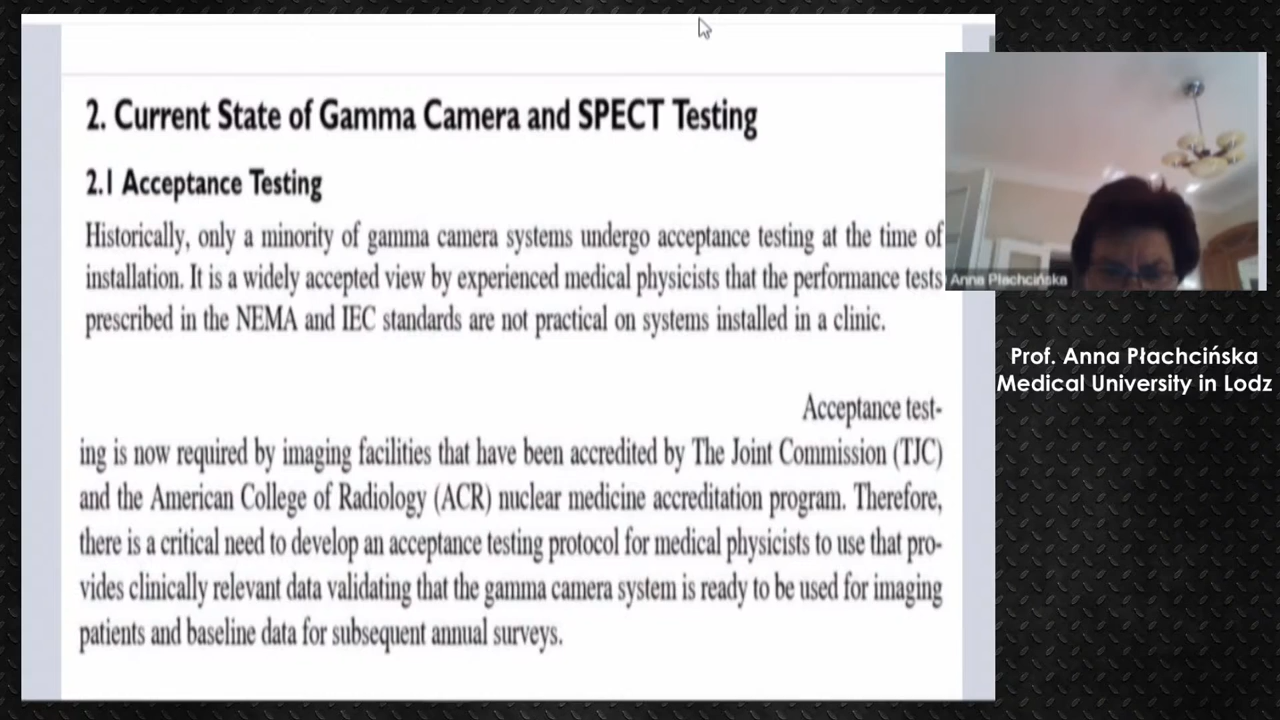 2. Current State of Gamma Camera and SPECT Testing
2.1 Acceptance Testing
Historically, only a minority of gamma camera systems undergo acceptance testing at the time of
installation. It is a widely accepted view by experienced medical physicists that the performance tests
prescribed in the NEMA and IEC standards are not practical on systems installed in a clinic.
Acceptance test-
ing is now required by imaging facilities that have been accredited by The Joint Commission (TJC)
and the American College of Radiology (ACR) nuclear medicine accreditation program. Therefore,
there is a critical need to develop an acceptance testing protocol for medical physicists to use that pro-
vides clinically relevant data validating that the gamma camera system is ready to be used for imaging
patients and baseline data for subsequent annual surveys.
Anna Płachcińska
Prof. Anna Płachcińska
Medical University in Lodz